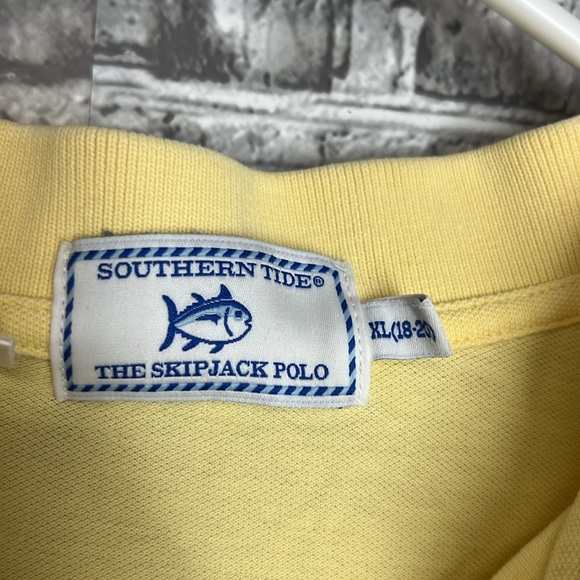 SOUTHERN TIDE®
THE SKIPJACK POLO
XL(18-20)